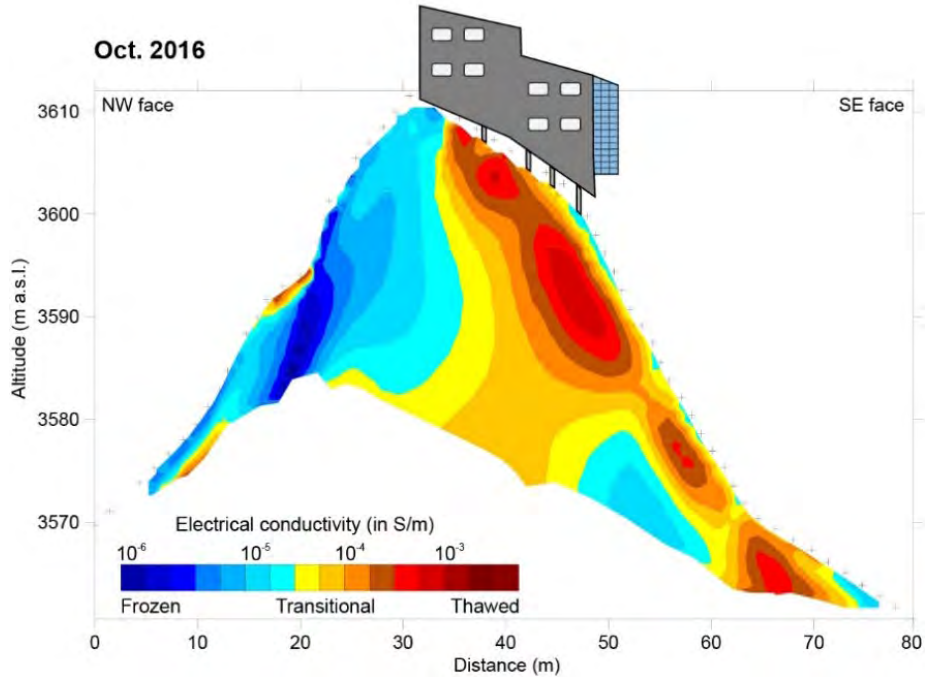 Oct. 2016
NW face
SE face
3610
3600
3590
3580
3570
Altitude (m a.s.l.)
Electrical conductivity (in S/m)
10-6 10-5 10-4 10-3
Frozen Transitional Thawed
0 10 20 30 40 50 60 70 80
Distance (m)